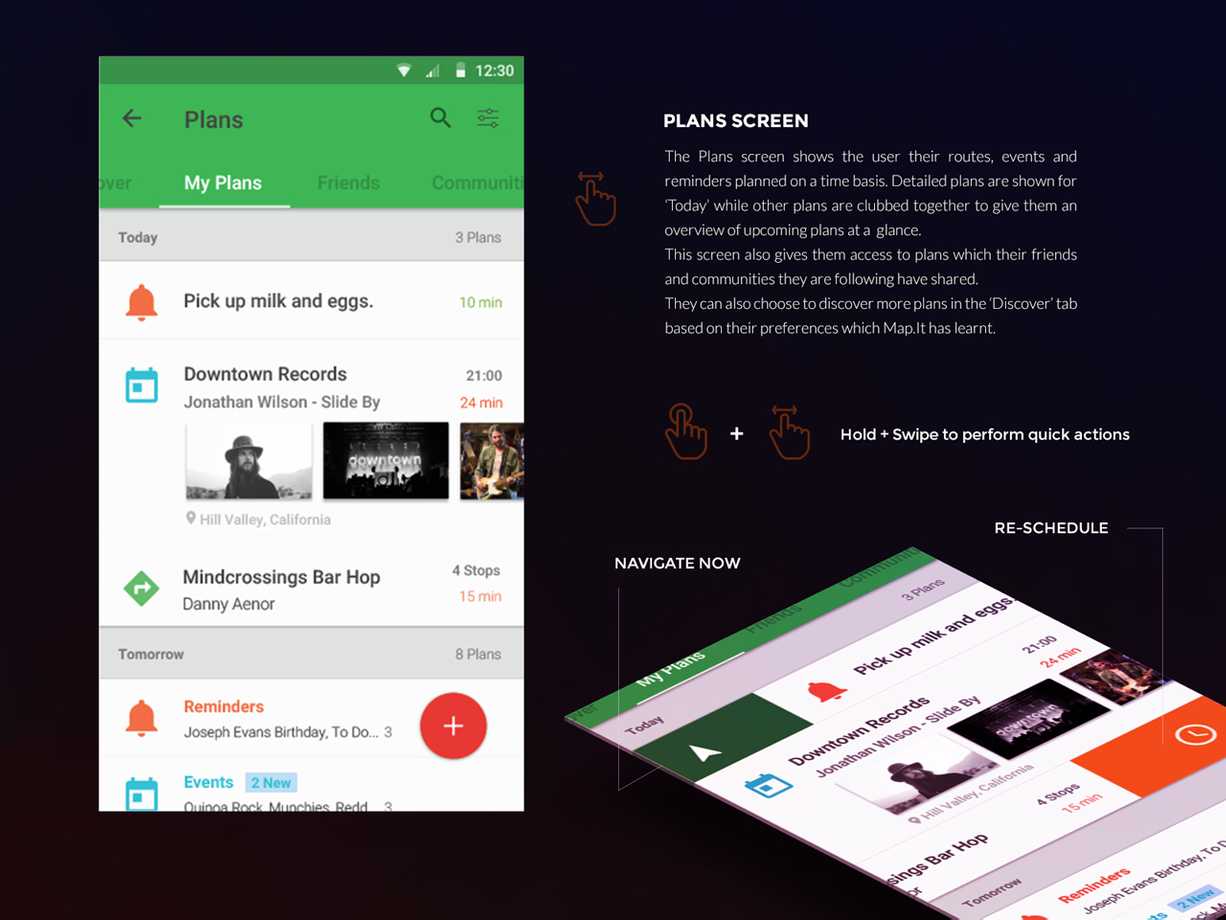 12:30
Plans
over
My Plans
Friends
Communiti
Today
3 Plans
Pick up milk and eggs.
10 min
Downtown Records
21:00
Jonathan Wilson - Slide By
24 min
downtown
Hill Valley, California
Mindcrossings Bar Hop
4 Stops
Danny Aenor
15 min
Tomorrow
8 Plans
Reminders
Joseph Evans Birthday, To Do... 3
Events
2 New
Quinoa Rock, Munchies, Redd... 3
PLANS SCREEN
The Plans screen shows the user their routes, events and
reminders planned on a time basis. Detailed plans are shown for
‘Today’ while other plans are clubbed together to give them an
overview of upcoming plans at a glance.
This screen also gives them access to plans which their friends
and communities they are following have shared.
They can also choose to discover more plans in the ‘Discover’ tab
based on their preferences which Map.It has learnt.
+
Hold + Swipe to perform quick actions
NAVIGATE NOW
RE-SCHEDULE
ver
My Plans
Friends
Communi
Today
3 Plans
Pick up milk and eggs.
Downtown Records
21:00
Jonathan Wilson - Slide By
24 min
DOWNTOWN
Hill Valley, California
ossings Bar Hop
4 Stops
or
15 min
Tomorrow
Reminders
Joseph Evans Birthday, To D
ts
2 New